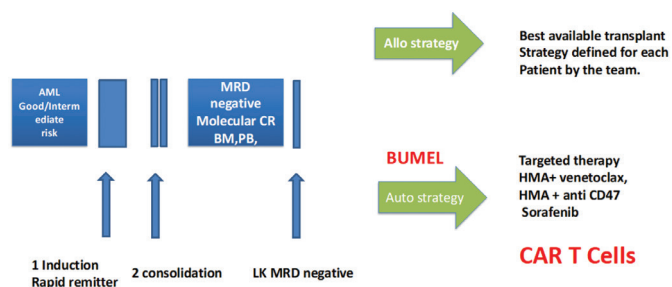 AML
Good/Interm
ediate
risk
MRD
negative
Molecular CR
BM,PB,
1 Induction
Rapid remitter
2 consolidation
LK MRD negative
Allo strategy
Best available transplant
Strategy defined for each
Patient by the team.
BUMEL
Auto strategy
Targeted therapy
HMA+ venetoclax,
HMA + anti CD47
Sorafenib
CAR T Cells